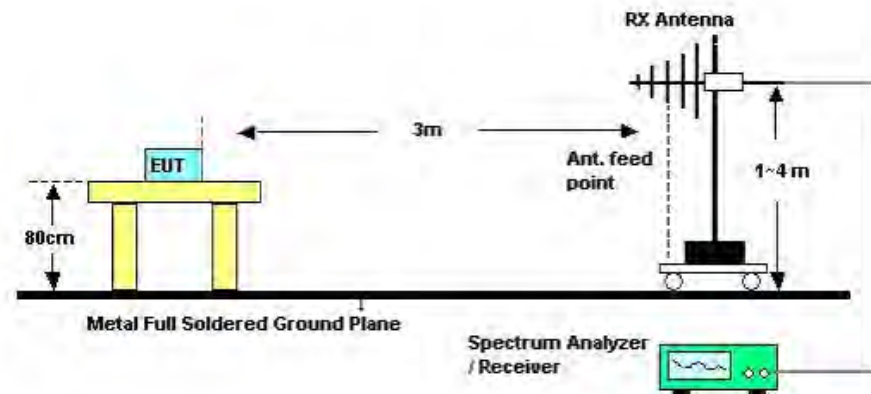 RX Antenna
3m
Ant. feed
point
1~4 m
EUT
80cm
Metal Full Soldered Ground Plane
Spectrum Analyzer
/ Receiver